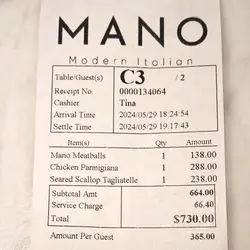 MANO
Modern Italian
Table/Guest(s) C3 / 2
Receipt No. 0000134064
Cashier Tina
Arrival Time 2024/05/29 18:24:54
Settle Time 2024/05/29 19:17:43
Item(s) Qty Amount
Mano Meatballs 1 138.00
Chicken Parmigiana 1 288.00
Seared Scallop Tagliatelle 1 238.00
Subtotal Amt 664.00
Service Charge 66.40
Total $730.00
Amount Per Guest 365.00